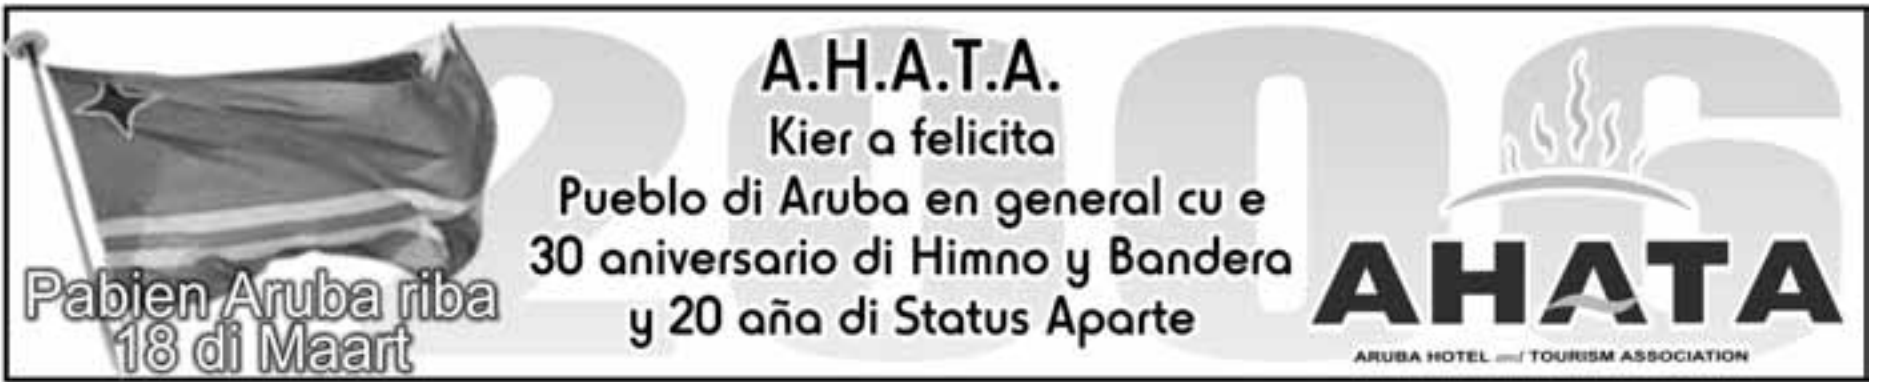 2006
A.H.A.T.A.
Kier a felicita
Pueblo di Aruba en general cu e
30 aniversario di Himno y Bandera
y 20 aña di Status Aparte
Pabien Aruba riba
18 di Maart
AHATA
ARUBA HOTEL and TOURISM ASSOCIATION